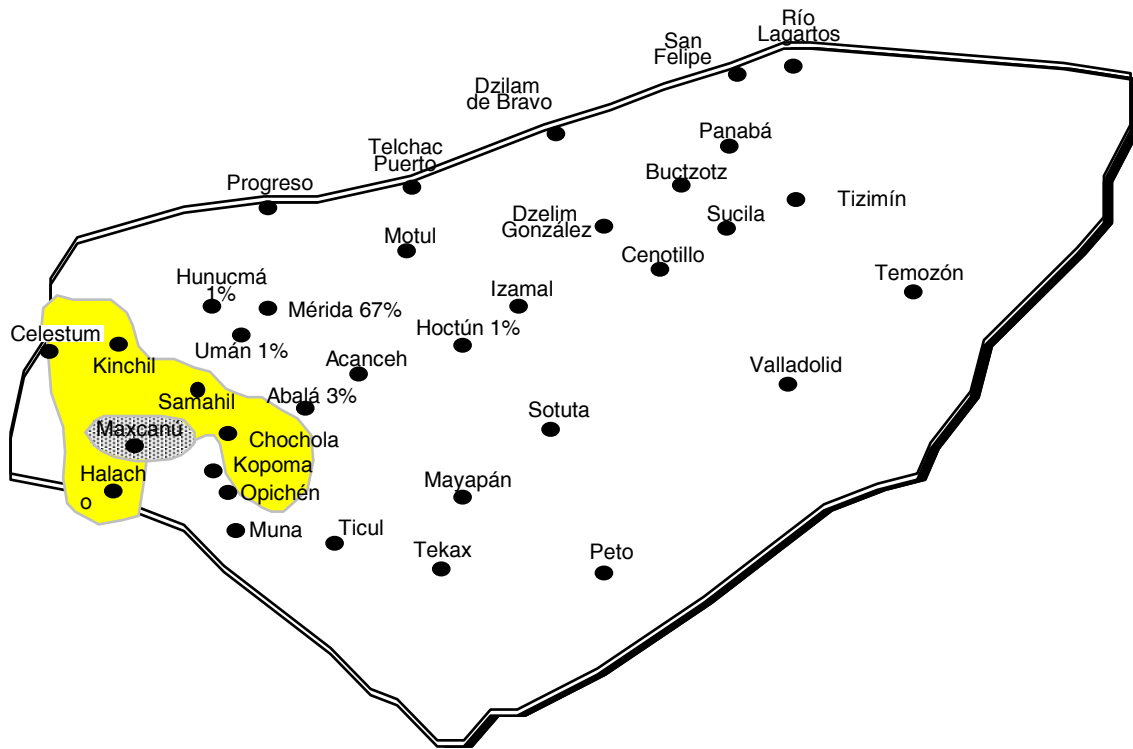 Río
Lagartos
San
Felipe
Dzilam
de Bravo
Panabá
Telchac
Puerto
Buctzotz
Progreso
Tizimín
Dzelim
González
Sucila
Motul
Cenotillo
Temozón
Hunucmá
1%
Izamal
Mérida 67%
Hoctún 1%
Celestum
Umán 1%
Kinchil
Acanceh
Valladolid
Samahil
Abalá 3%
Sotuta
Maxcanú
Chochola
Kopoma
Halach
o
Mayapán
Opichén
Muna
Ticul
Tekax
Peto